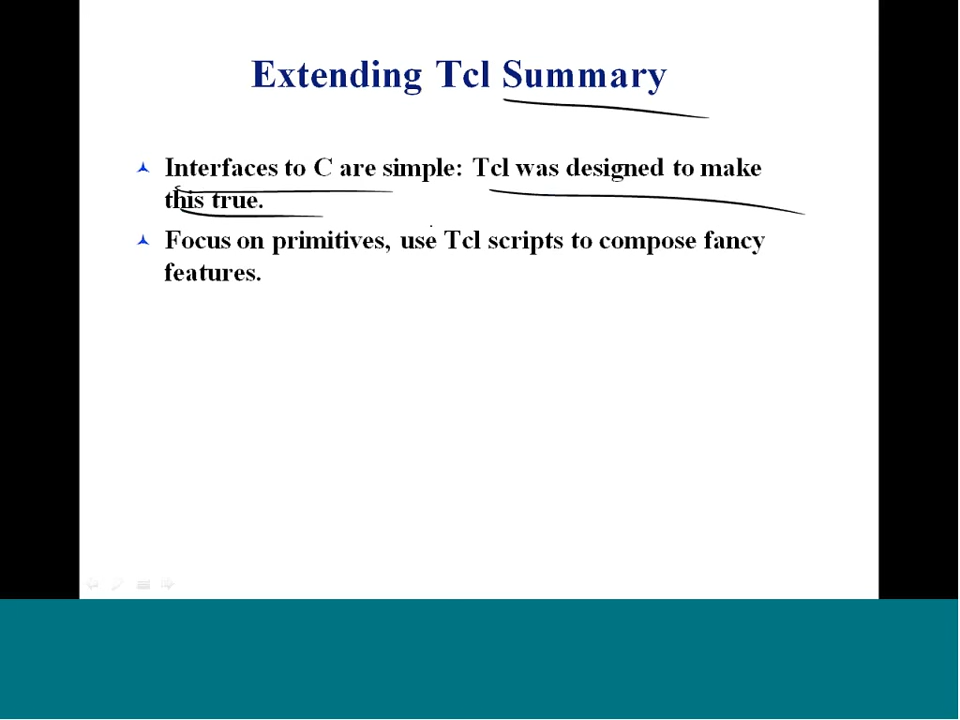 Extending Tcl Summary
Interfaces to C are simple: Tcl was designed to make
this true.
Focus on primitives, use Tcl scripts to compose fancy
features.